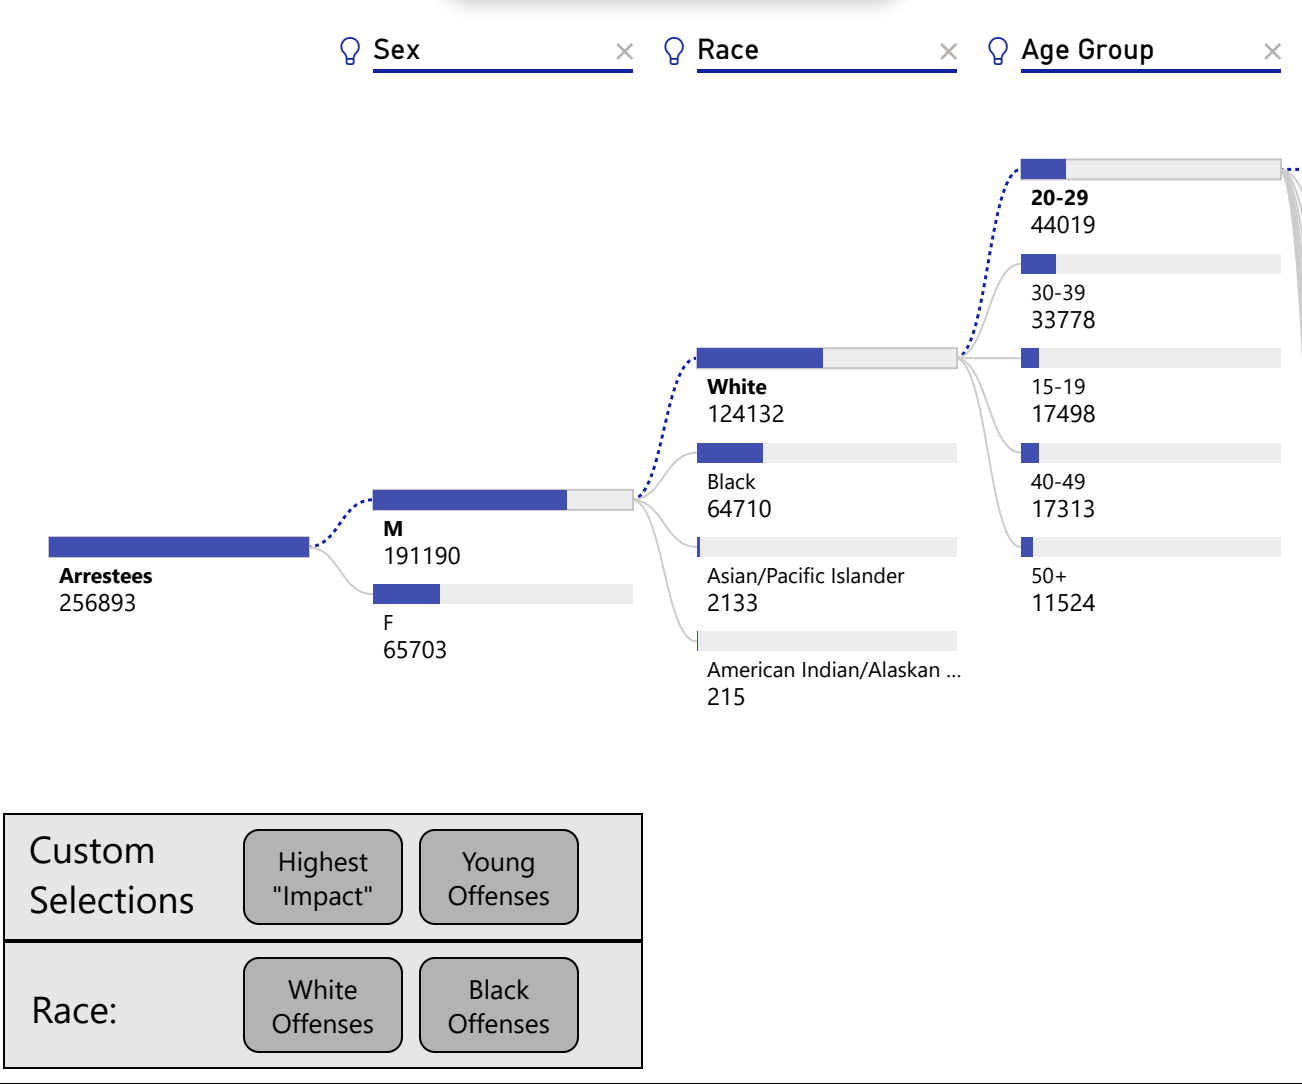 Sex
Race
Age Group
20-29
44019
30-39
33778
White
124132
15-19
17498
Black
64710
40-49
17313
M
191190
Arrestees
256893
Asian/Pacific Islander
2133
50+
11524
F
65703
American Indian/Alaskan ...
215
Custom
Selections
Highest
"Impact"
Young
Offenses
Race:
White
Offenses
Black
Offenses